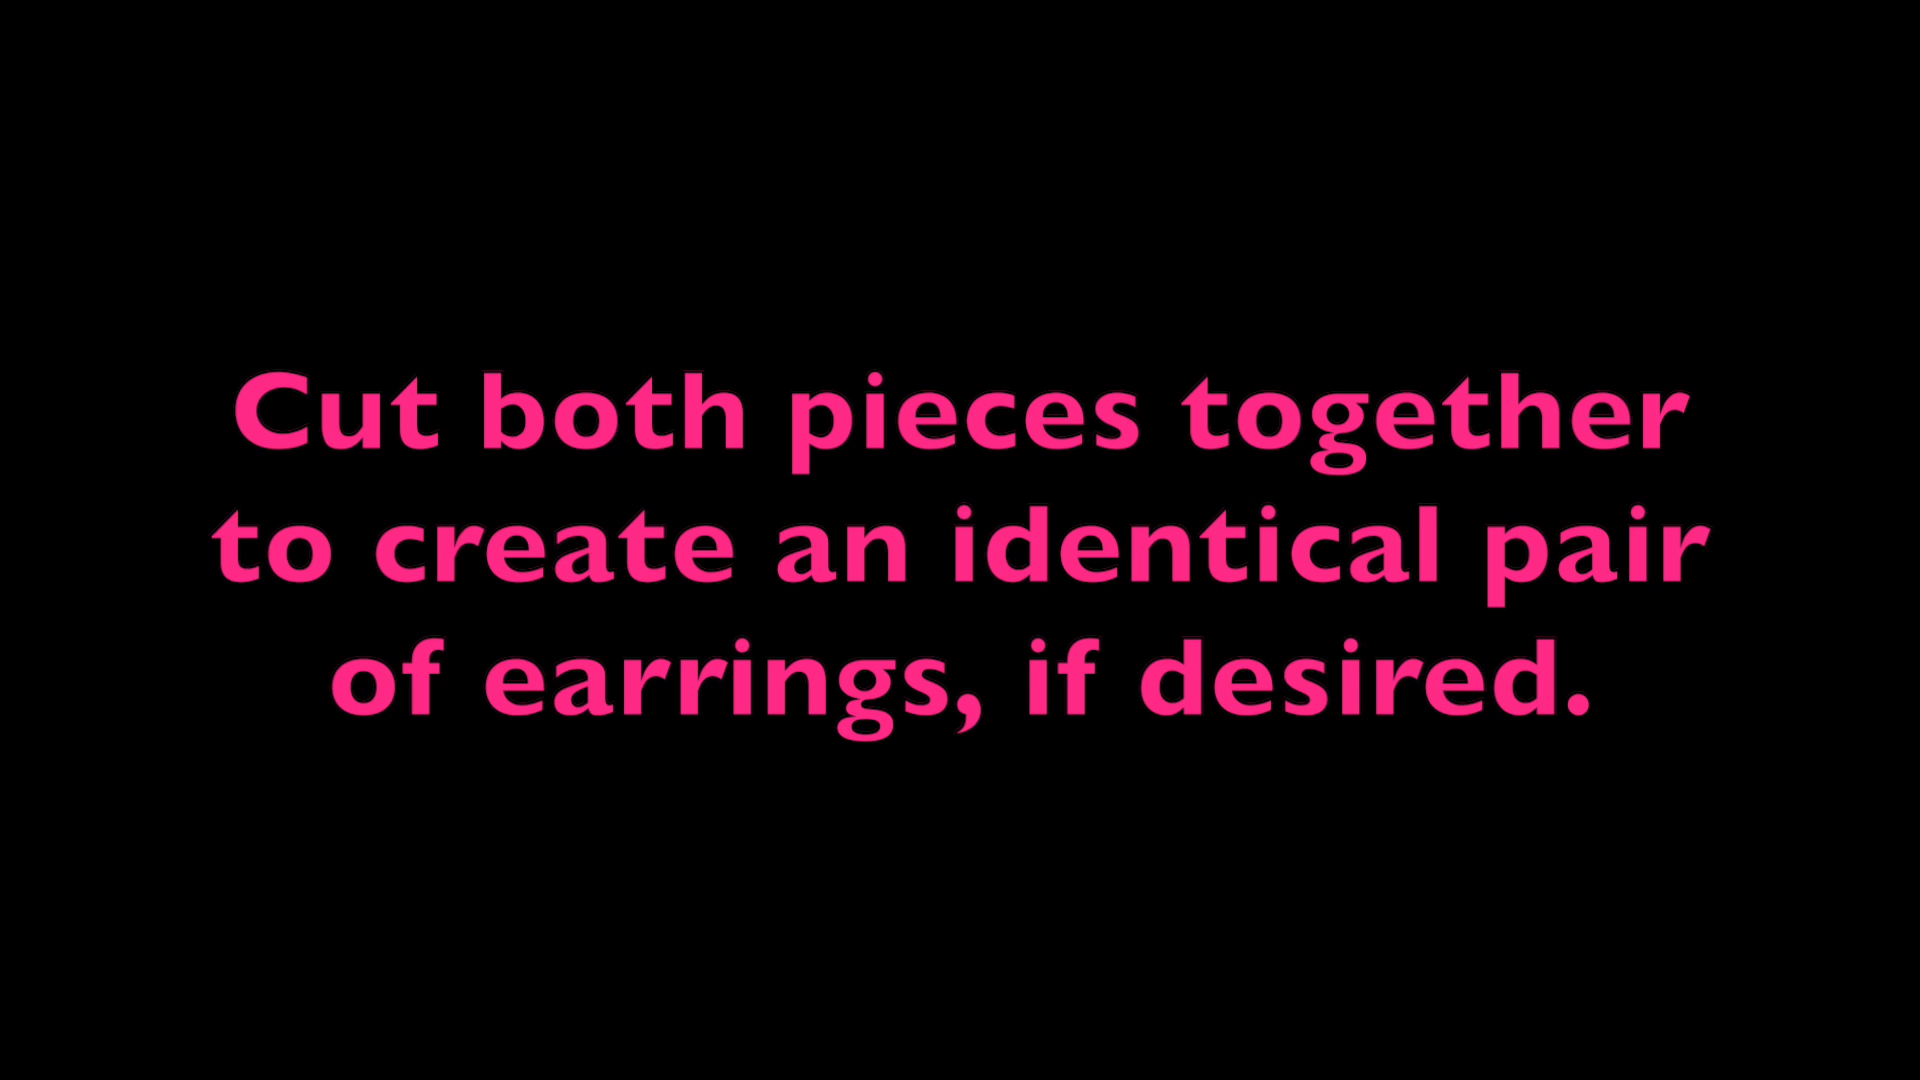 Cut both pieces together
to create an identical pair
of earrings, if desired.